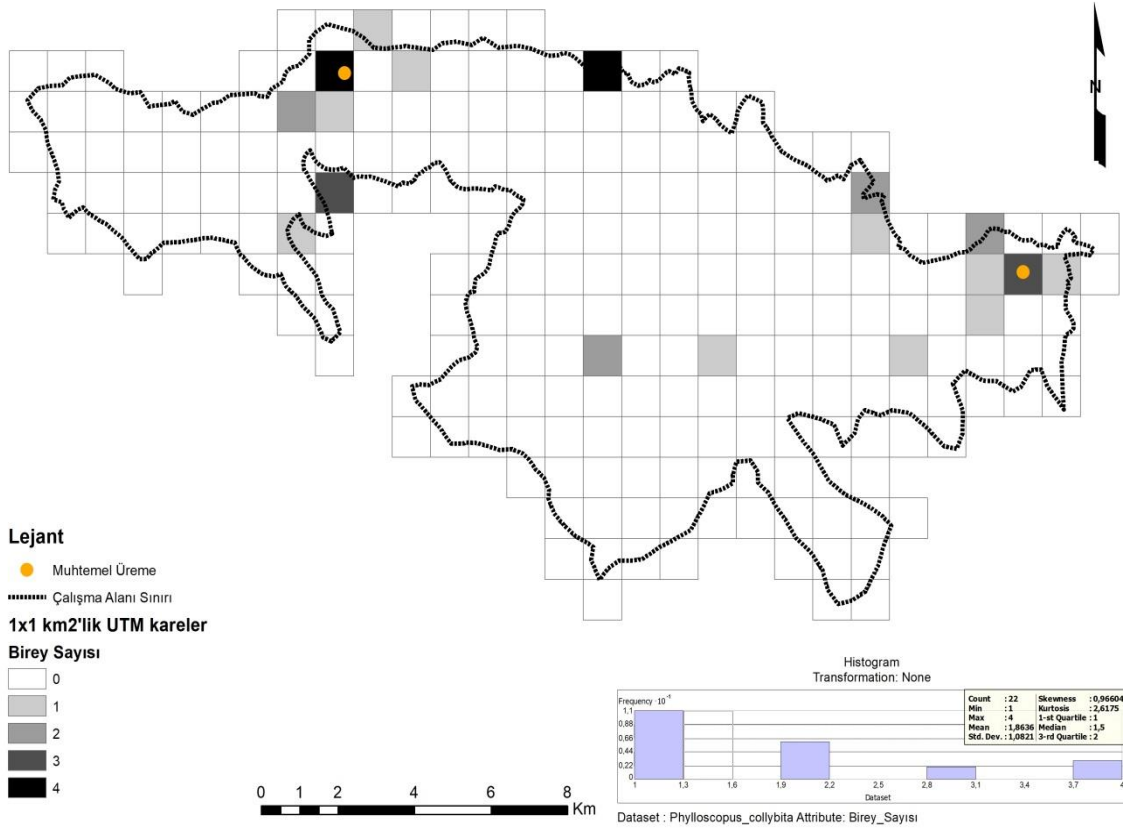 N
Lejant
Muhtemel Üreme
Çalışma Alanı Sınırı
1x1 km2'lik UTM kareler
Birey Sayısı
0
1
2
3
4
0 2 4 6 8
Km
Histogram
Transformation: None
Frequency · 10⁻¹
1,1
0,88
0,66
0,44
0,22
0
1 1,3 1,6 1,9 2,2 2,5 2,8 3,1 3,4 3,7 4
Dataset
Count : 22 Skewness : 0,96604
Min : 1 Kurtosis : 2,6175
Max : 4 1-st Quartile : 1
Mean : 1,8636 Median : 1,5
Std. Dev. : 1,0821 3-rd Quartile : 2
Dataset : Phylloscopus_collybita Attribute: Birey_Sayısı